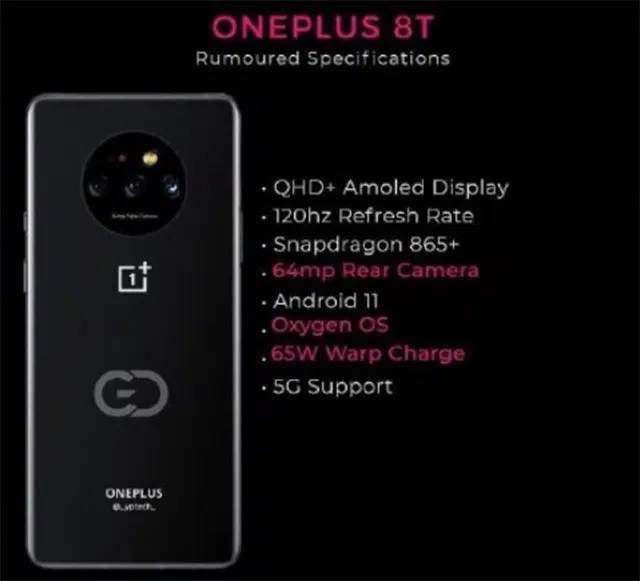 ONEPLUS 8T
Rumoured Specifications
• QHD+ Amoled Display
• 120hz Refresh Rate
• Snapdragon 865+
• 64mp Rear Camera
• Android 11
• Oxygen OS
• 65W Warp Charge
• 5G Support
1+
ONEPLUS